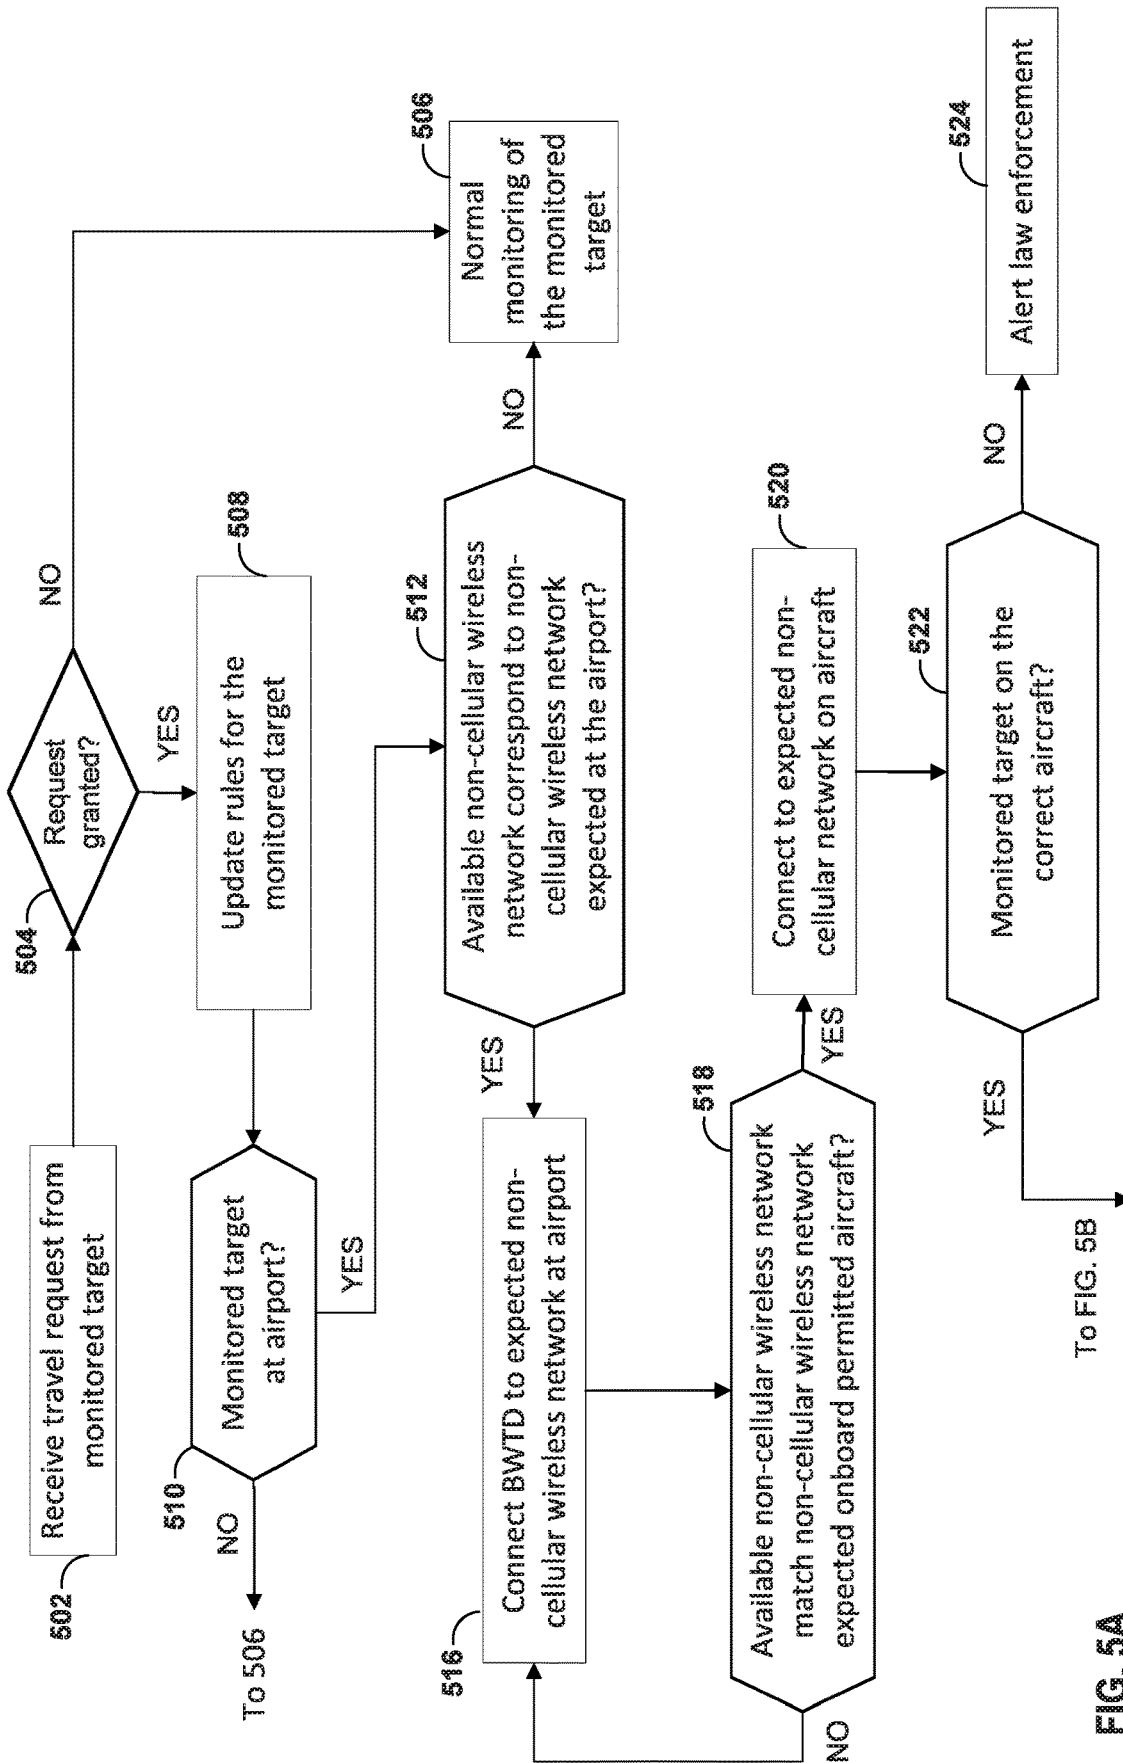 502
Receive travel request from
monitored target
504
Request
granted?
NO
YES
506
Normal
monitoring of
the monitored
target
508
Update rules for the
monitored target
510
Monitored target
at airport?
NO
To 506
YES
512
Available non-cellular wireless
network correspond to non-
cellular wireless network
expected at the airport?
NO
YES
516
Connect BWTD to expected non-
cellular wireless network at airport
518
Available non-cellular wireless network
match non-cellular wireless network
expected onboard permitted aircraft?
NO
YES
520
Connect to expected non-
cellular network on aircraft
522
Monitored target on the
correct aircraft?
NO
524
Alert law enforcement
YES
To FIG. 5B
FIG. 5A